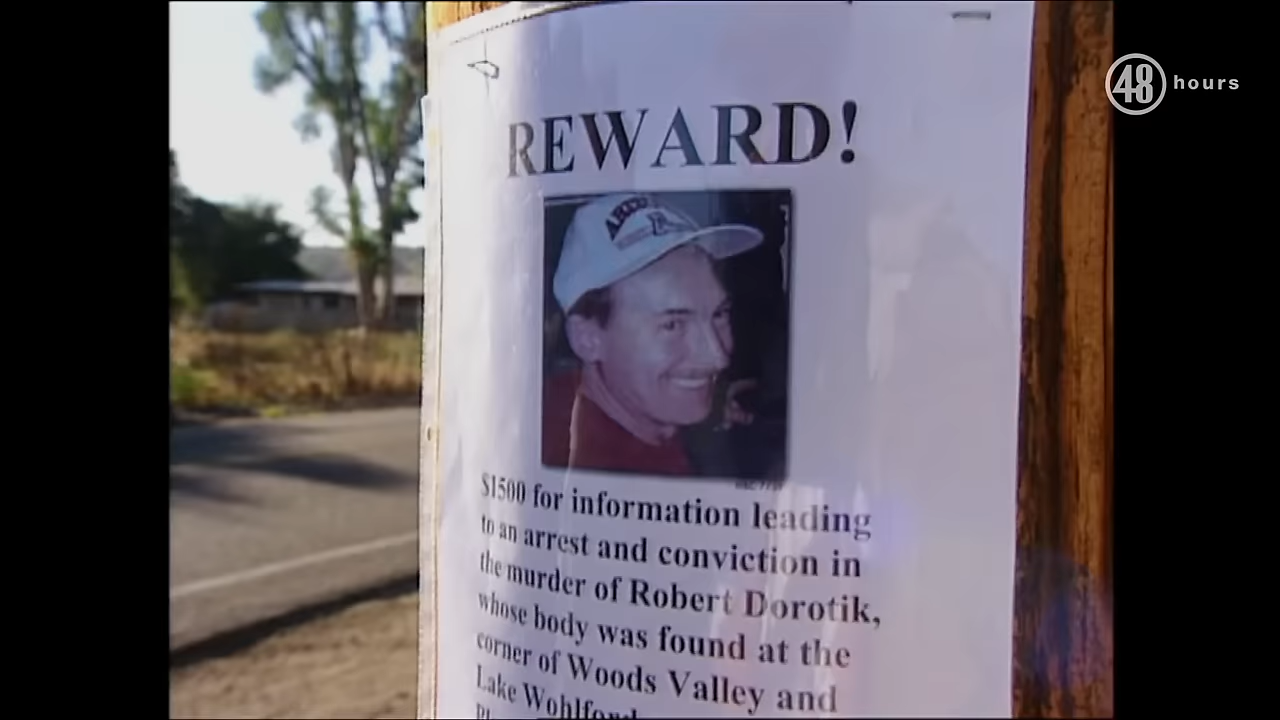 48 hours
REWARD!
$1500 for information leading
to an arrest and conviction in
the murder of Robert Dorotik,
whose body was found at the
corner of Woods Valley and
Lake Wohlford